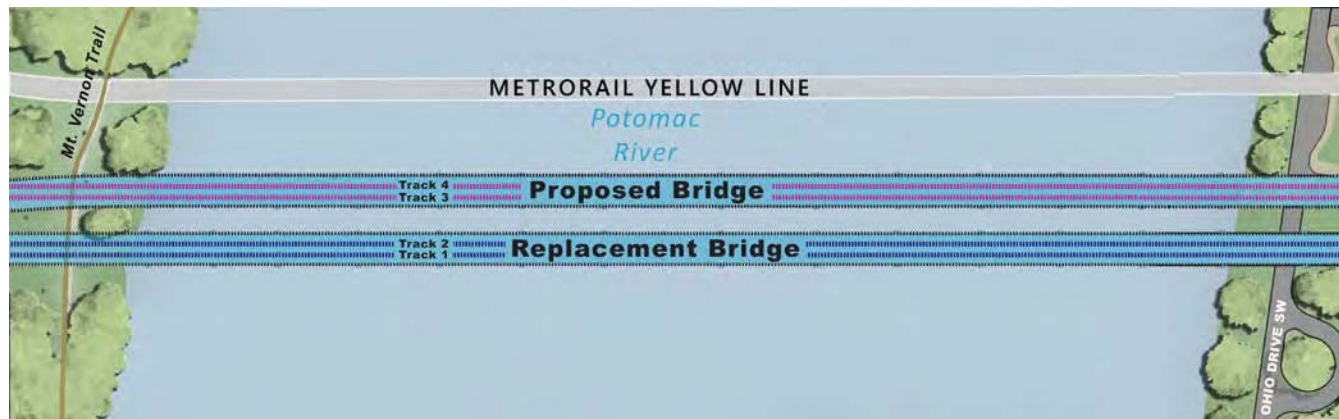 Mt. Vernon Trail
METRORAIL YELLOW LINE
Potomac
River
Track 4
Track 3
Proposed Bridge
Track 2
Track 1
Replacement Bridge
OHIO DRIVE SW